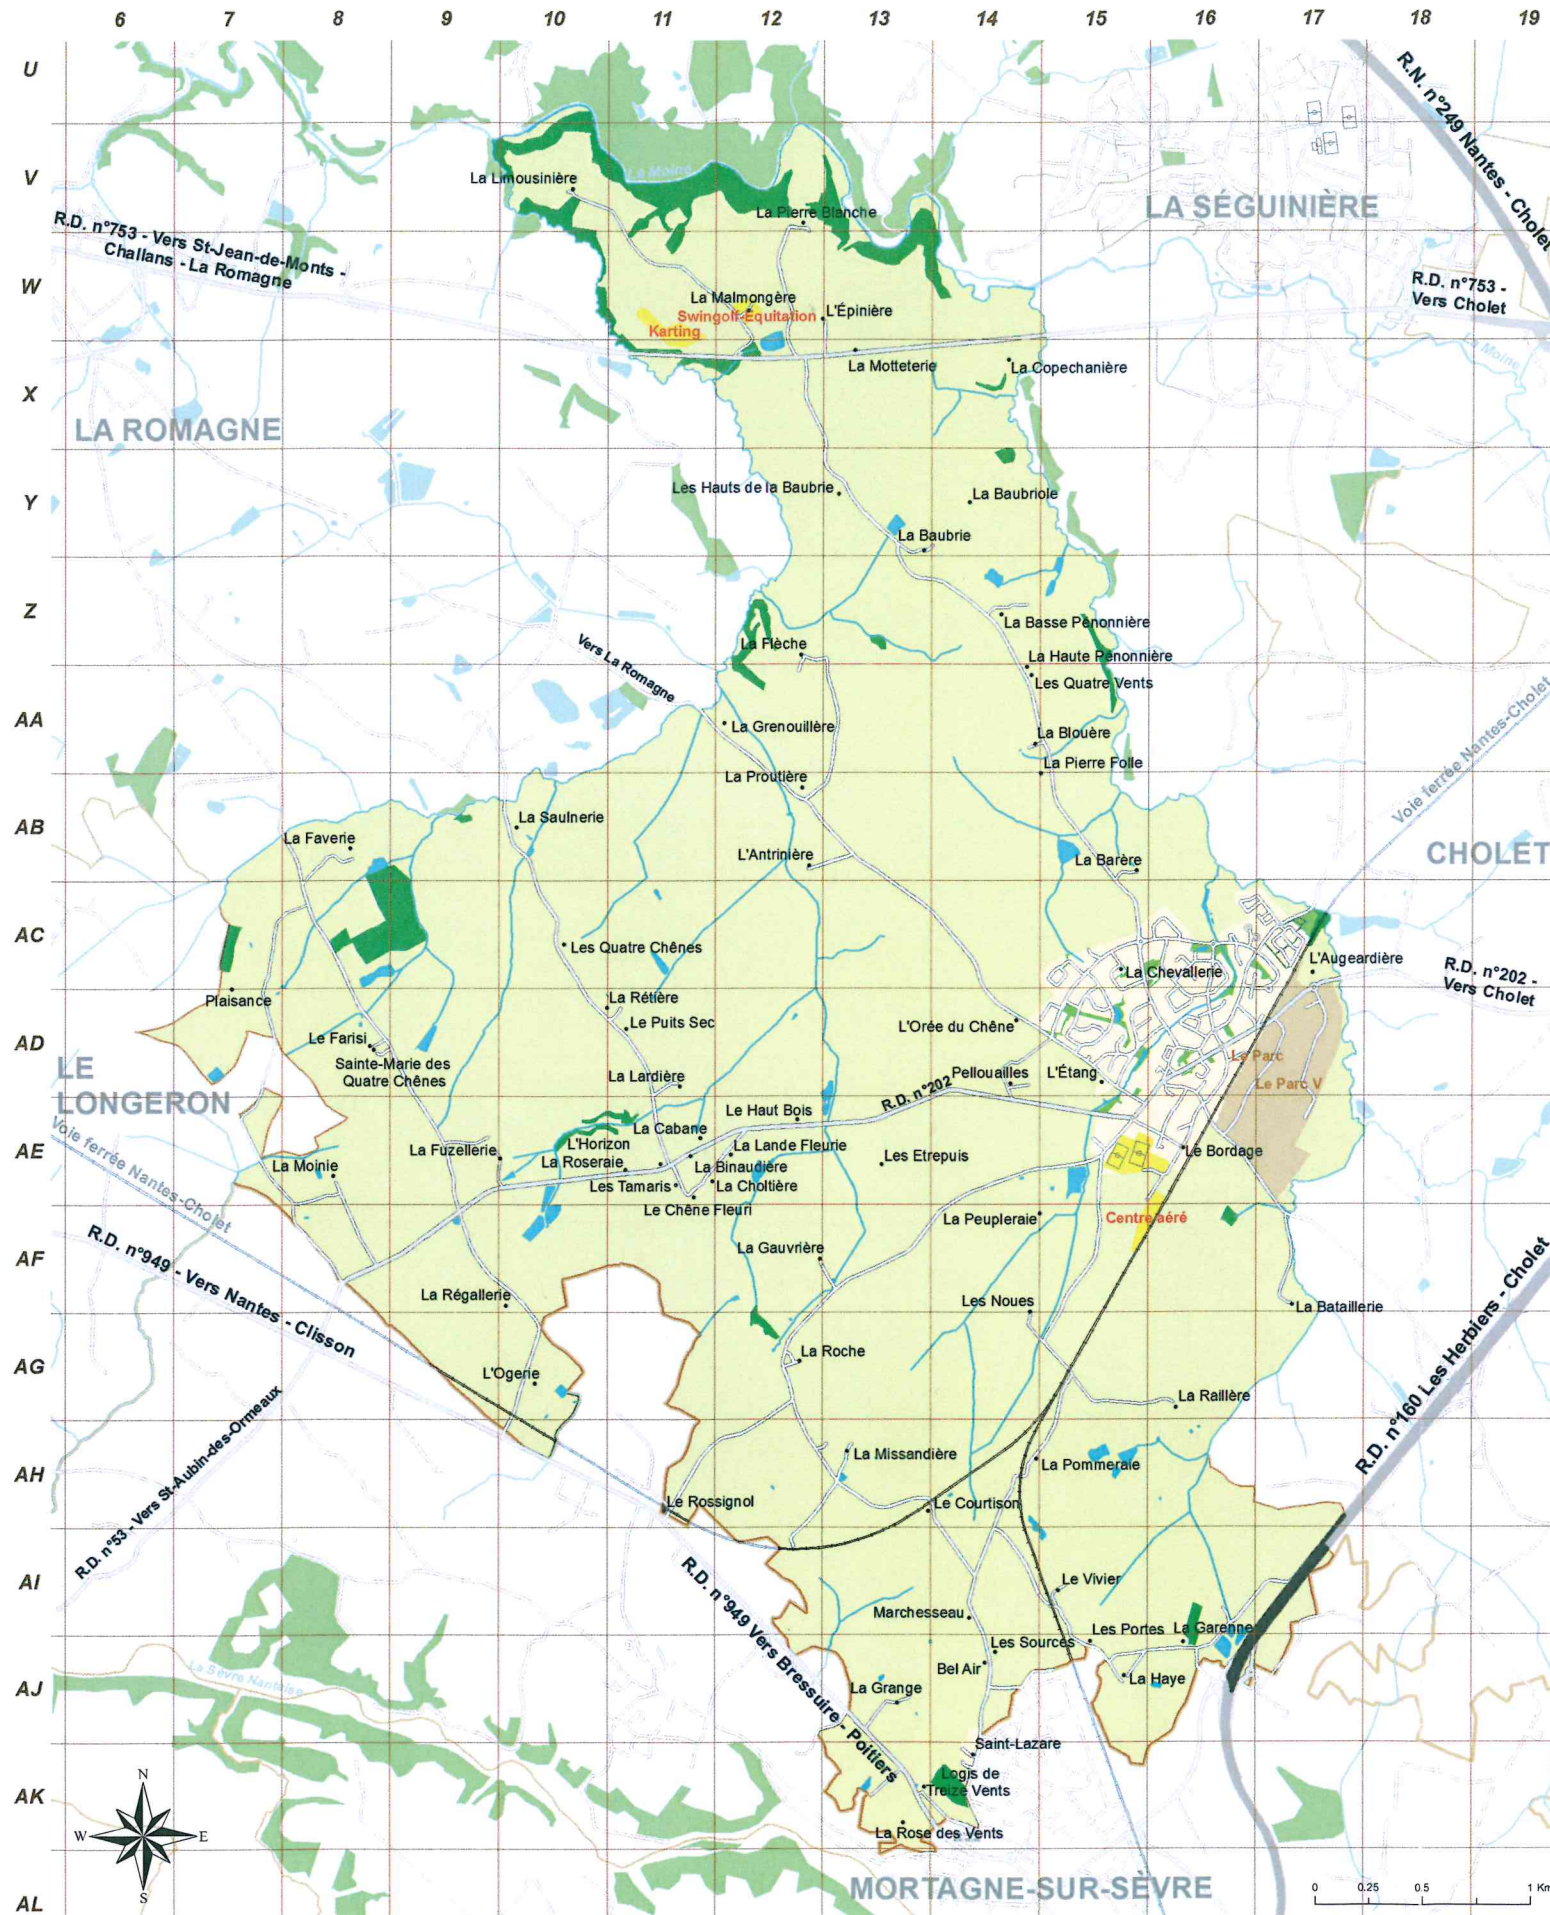 6 7 8 9 10 11 12 13 14 15 16 17 18 19
U
R.N. n°249 Nantes - Cholet
V
La Limousinière
La Moine
La Pierre Blanche
LA SÉGUINIÈRE
R.D. n°753 - Vers St-Jean-de-Monts -
Challans - La Romagne
W
La Malmongère
Swingolf Équitation
Karting
L'Épinière
R.D. n°753 -
Vers Cholet
La Moine
La Motteterie
La Copechanière
X
LA ROMAGNE
Y
Les Hauts de la Baubrie
La Baubriole
La Baubrie
Z
La Basse Pénonnière
La Flèche
Vers La Romagne
La Haute Pénonnière
Les Quatre Vents
AA
La Grenouillère
La Blouère
La Pierre Folle
La Proutière
Voie ferrée Nantes-Cholet
AB
La Saulnerie
La Faverie
L'Antrinière
La Barère
CHOLET
AC
Les Quatre Chênes
La Chevallerie
L'Augeardière
R.D. n°202 -
Vers Cholet
Plaisance
La Rétière
Le Puits Sec
L'Orée du Chêne
AD
Le Farisi
Sainte-Marie des
Quatre Chênes
Le Parc
Le Parc V
La Lardière
Pellouailles
L'Étang
LE
LONGERON
R.D. n°202
Le Haut Bois
La Cabane
AE
La Fuzellerie
L'Horizon
La Roseraie
La Lande Fleurie
La Binaudière
Les Etrepuis
Le Bordage
La Moinie
Les Tamaris
La Choltière
Le Chêne Fleuri
Voie ferrée Nantes-Cholet
La Peupleraie
Centre aéré
AF
R.D. n°949 - Vers Nantes - Clisson
La Gauvrière
La Régallerie
Les Noues
La Bataillerie
AG
La Roche
L'Ogerie
La Raillère
R.D. n°160 Les Herbiers - Cholet
R.D. n°53 - Vers St-Aubin-des-Ormeaux
AH
La Missandière
La Pommeraie
Le Rossignol
Le Courtison
AI
Le Vivier
R.D. n°949 Vers Bressuire - Poitiers
Marchesseau
Les Portes
La Garenne
Les Sources
Bel Air
AJ
La Sèvre Nantaise
La Haye
La Grange
Saint-Lazare
AK
Logis de
Treize Vents
La Rose des Vents
N
W
E
S
AL
MORTAGNE-SUR-SÈVRE
0 0.25 0.5 1 Km